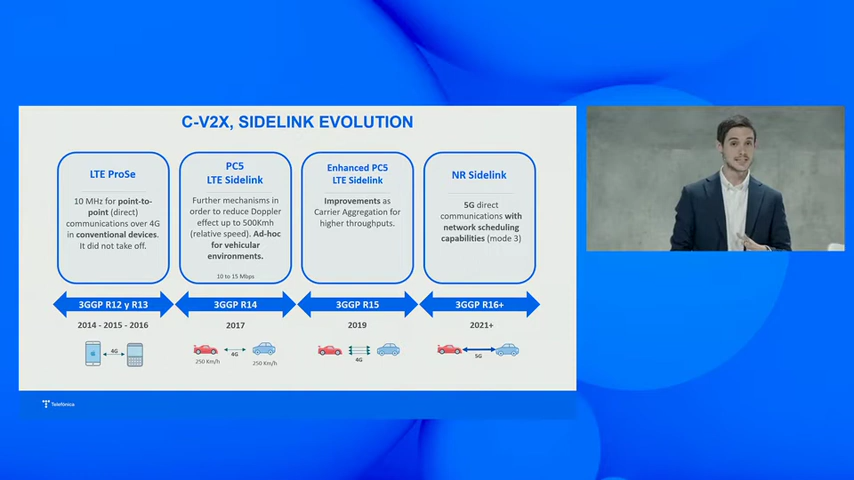 C-V2X, SIDELINK EVOLUTION
LTE ProSe
10 MHz for point-to-
point (direct)
communications over 4G
in conventional devices.
It did not take off.
PC5
LTE Sidelink
Further mechanisms in
order to reduce Doppler
effect up to 500Kmh
(relative speed). Ad-hoc
for vehicular
environments.
10 to 15 Mbps
Enhanced PC5
LTE Sidelink
Improvements as
Carrier Aggregation for
higher throughputs.
NR Sidelink
5G direct
communications with
network scheduling
capabilities (mode 3)
3GGP R12 y R13
3GGP R14
3GGP R15
3GGP R16+
2014 - 2015 - 2016
2017
2019
2021+
4G
4G
250 Km/h
250 Km/h
4G
5G
Telefónica